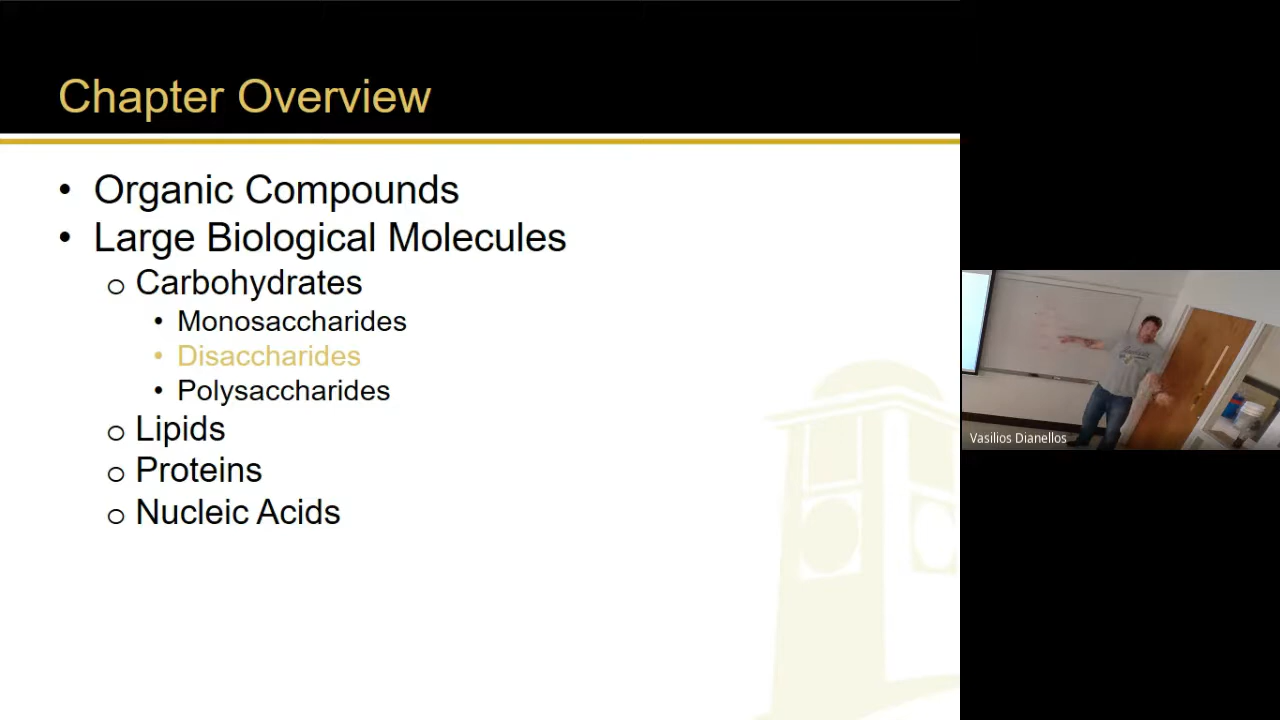 Chapter Overview
• Organic Compounds
• Large Biological Molecules
o Carbohydrates
• Monosaccharides
• Disaccharides
• Polysaccharides
o Lipids
o Proteins
o Nucleic Acids
Vasilios Dianellos